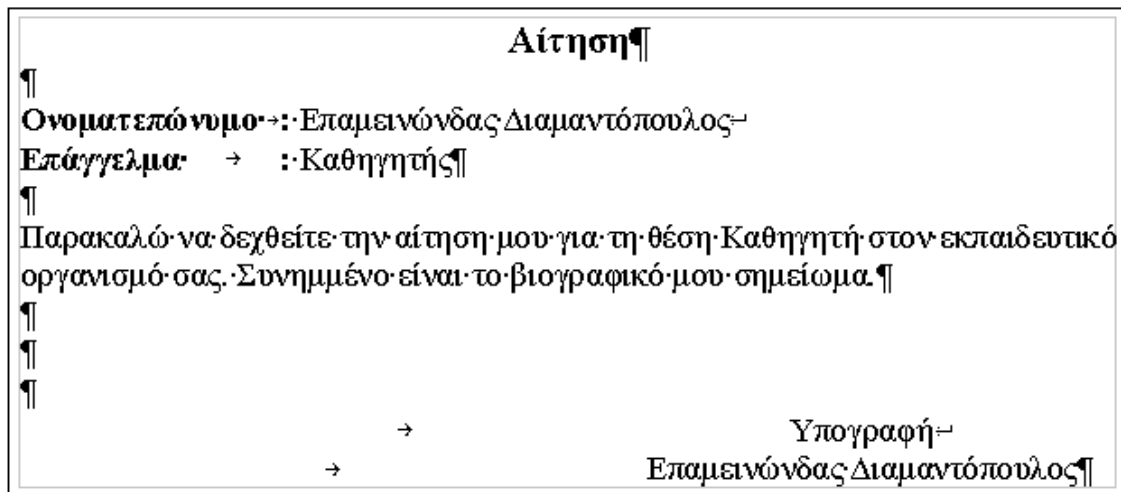 Αίτηση¶
¶
Ονοματεπώνυμο·→:·Επαμεινώνδας·Διαμαντόπουλος↵
Επάγγελμα· → :·Καθηγητής¶
¶
Παρακαλώ·να·δεχθείτε·την·αίτηση·μου·για·τη·θέση·Καθηγητή·στον·εκπαιδευτικό
οργανισμό·σας.·Συνημμένο·είναι·το·βιογραφικό·μου·σημείωμα.¶
¶
¶
¶
→ Υπογραφή↵
→ Επαμεινώνδας·Διαμαντόπουλος¶